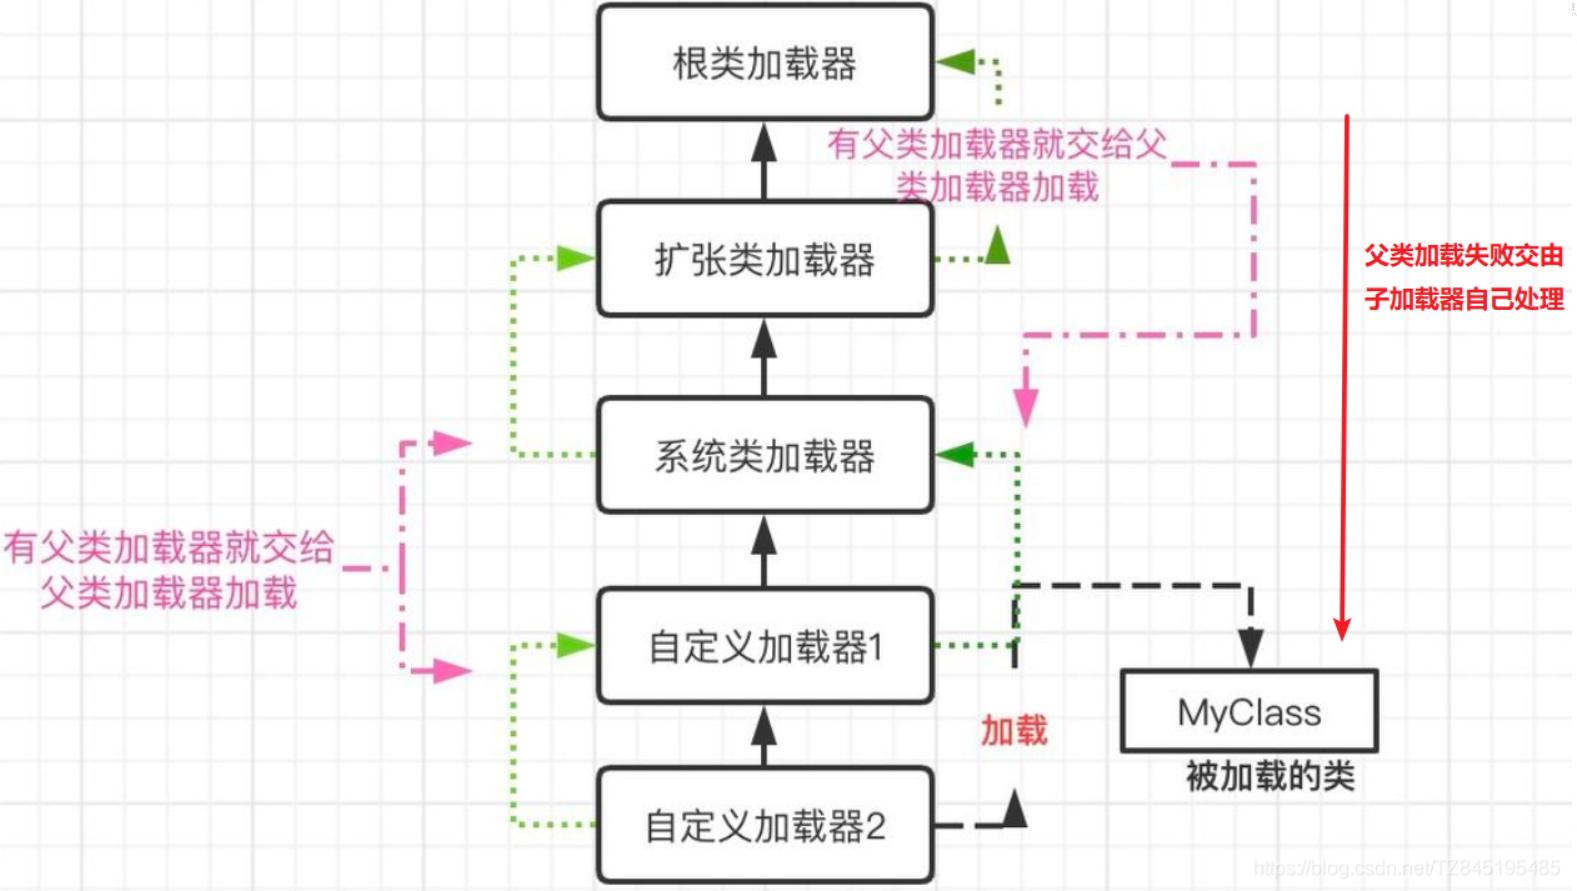 根类加载器
有父类加载器就交给父
类加载器加载
扩张类加载器
父类加载失败交由
子加载器自己处理
系统类加载器
有父类加载器就交给
父类加载器加载
自定义加载器1
加载
MyClass
被加载的类
自定义加载器2
https://blog.csdn.net/TZ845195485